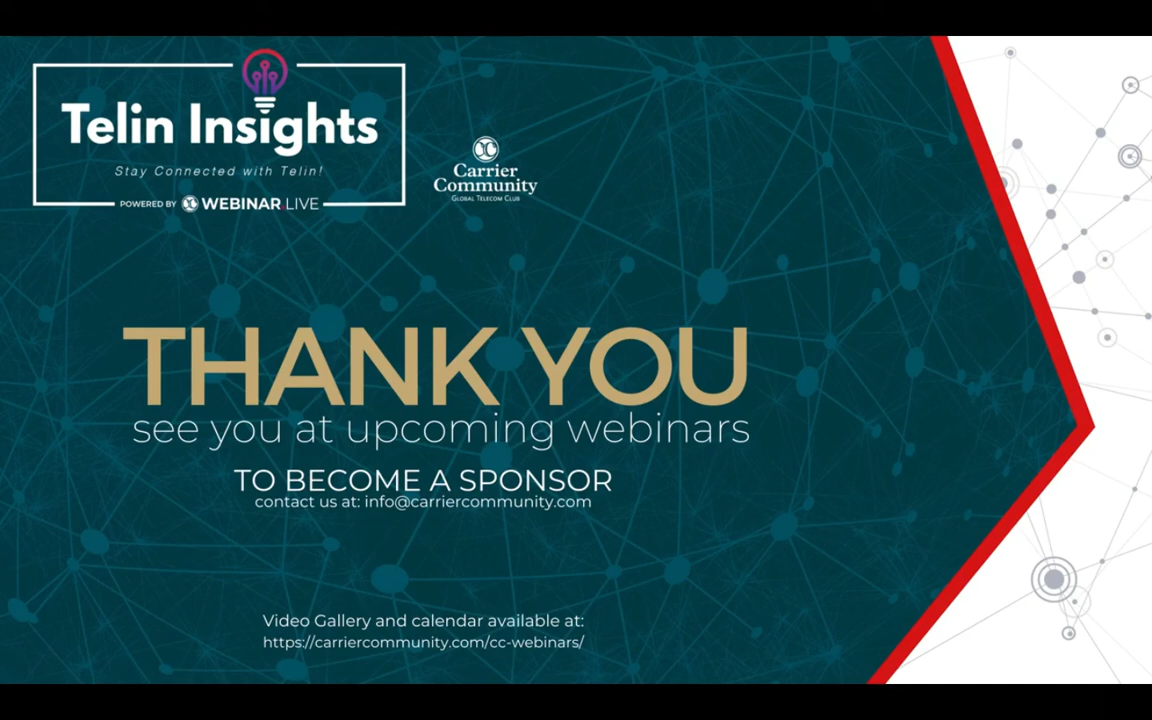 Telin Insights
Stay Connected with Telin!
POWERED BY WEBINAR.LIVE
Carrier
Community
GLOBAL TELECOM CLUB
THANK YOU
see you at upcoming webinars
TO BECOME A SPONSOR
contact us at: info@carriercommunity.com
Video Gallery and calendar available at:
https://carriercommunity.com/cc-webinars/